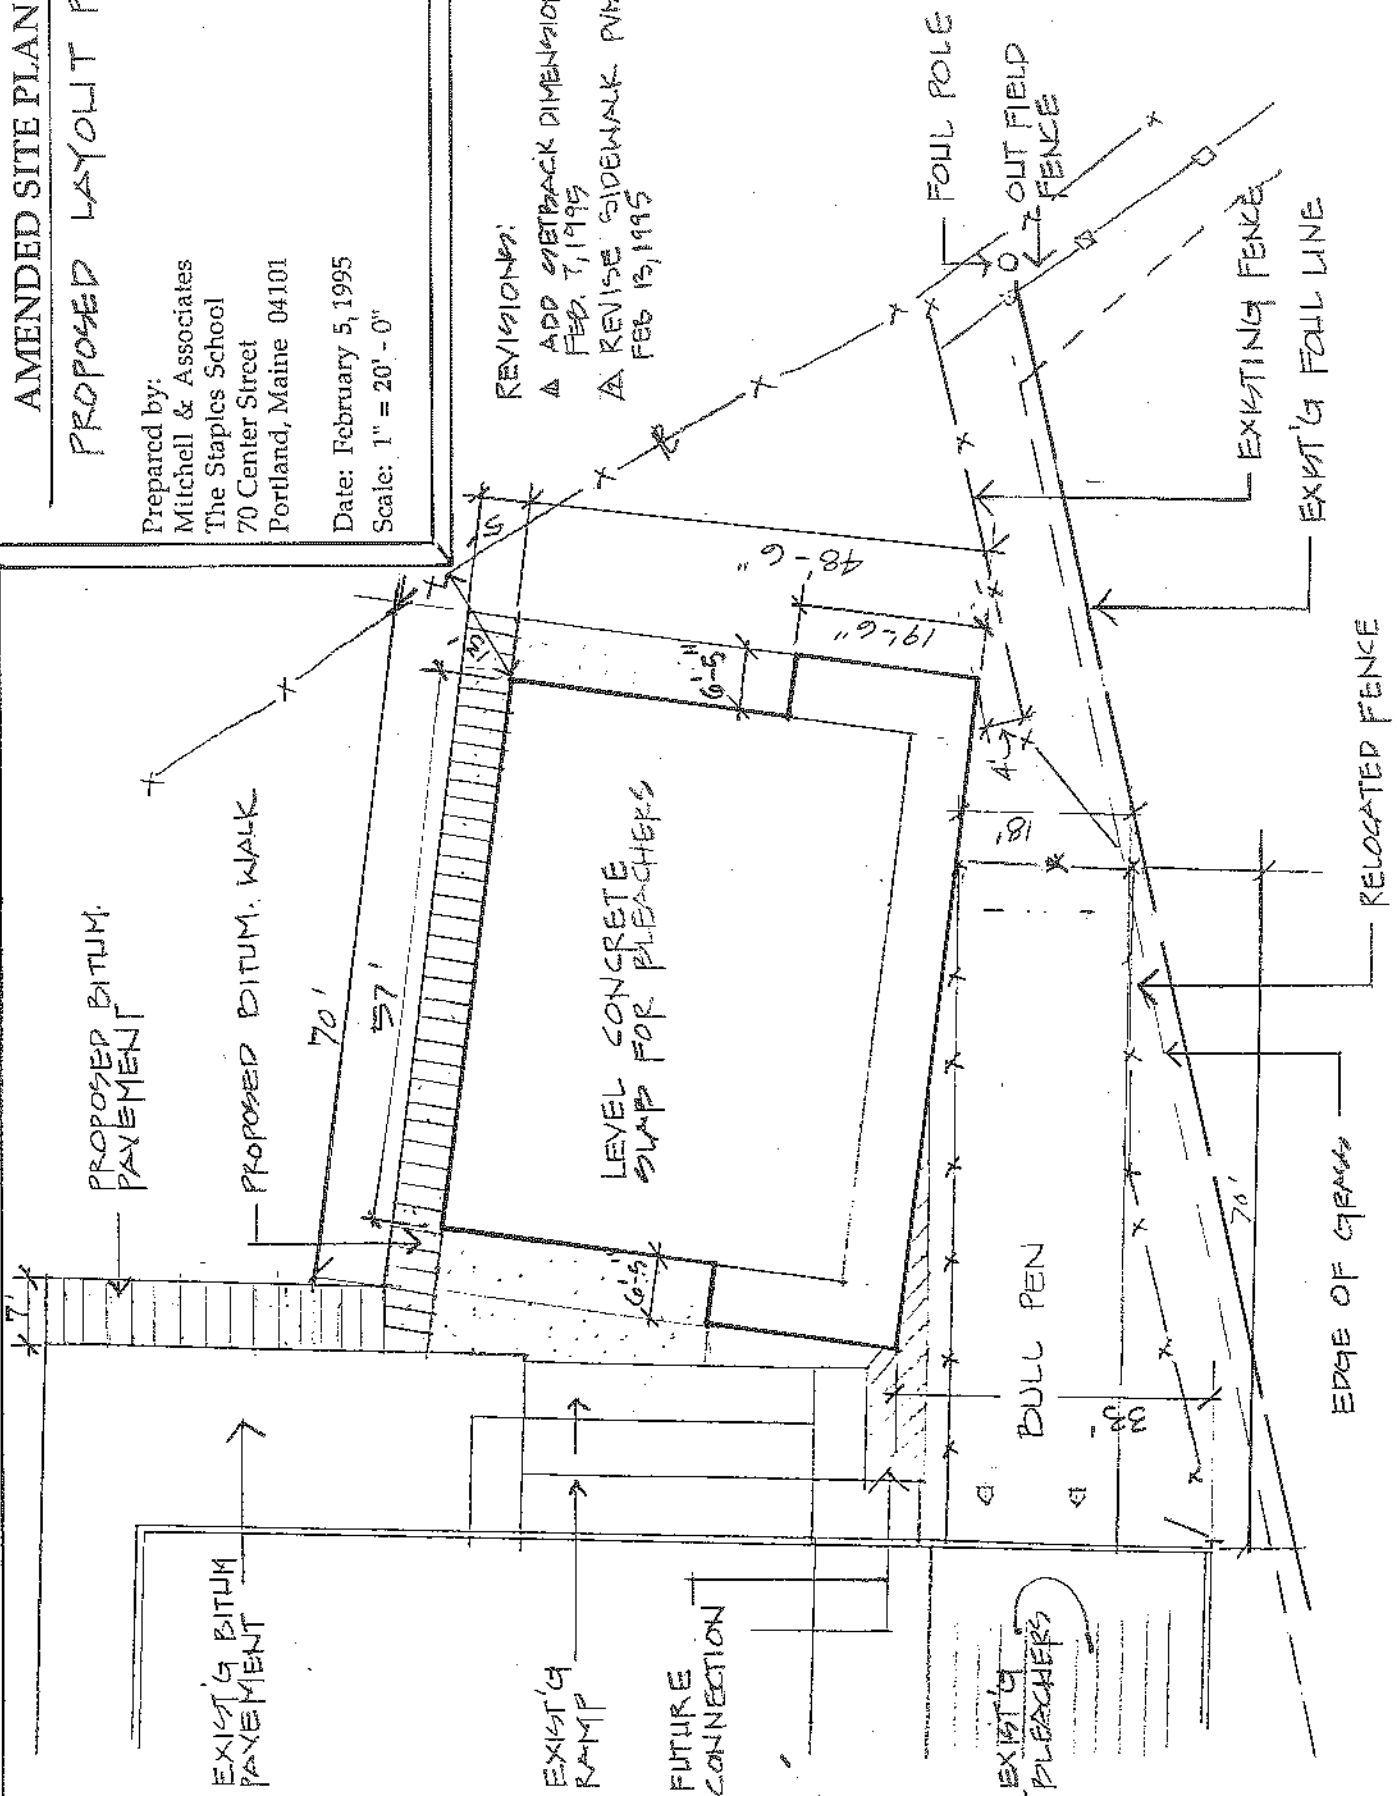 AMENDED SITE PLAN
PROPOSED LAYOUT
Prepared by:
Mitchell & Associates
The Staples School
70 Center Street
Portland, Maine 04101
Date: February 5, 1995
Scale: 1" = 20' - 0"
REVISIONS:
ADD SETBACK DIMENSION
FEB. 7, 1995
REVISE SIDEWALK PVM
FEB 13, 1995
FOUL POLE
OUT FIELD
FENCE
EXISTING FENCE
EXIST'G FOUL LINE
RELOCATED FENCE
EDGE OF GRASS
PROPOSED BITUM.
PAVEMENT
PROPOSED BITUM. WALK
7'
70'
57'
5'
48'-6"
19'-6"
6'-5"
6'-5"
4'
18'
33'
70'
LEVEL CONCRETE
SLAB FOR BLEACHERS
BULL PEN
EXIST'G BITUM
PAVEMENT
EXIST'G
RAMP
FUTURE
CONNECTION
EXIST'G
BLEACHERS